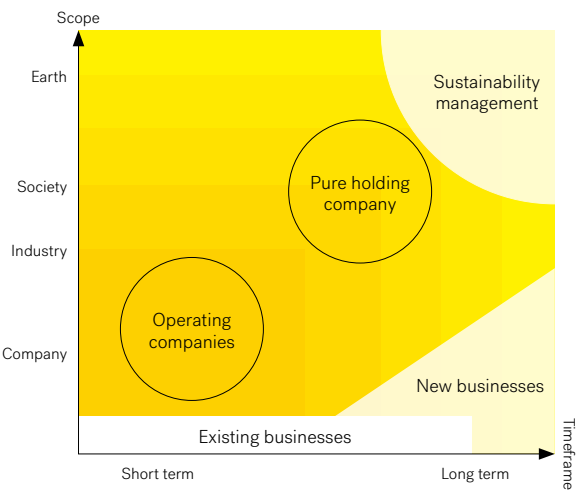 Scope
Earth
Sustainability
management
Society
Pure holding
company
Industry
Operating
companies
Company
New businesses
Existing businesses
Short term
Long term
Timeframe